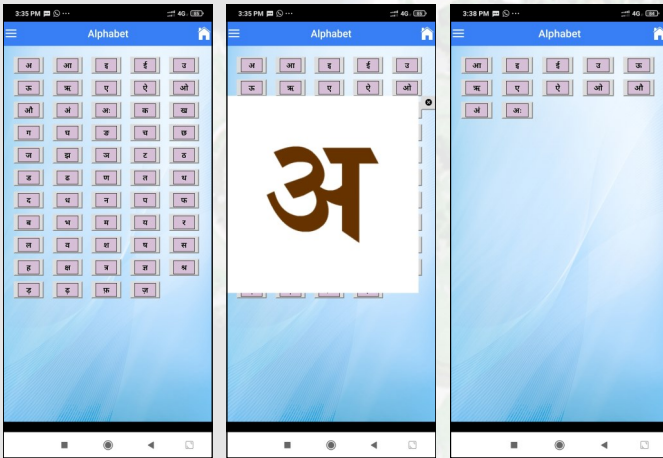 3:35 PM
4G
Alphabet
अ आ इ ई उ
ऊ ऋ ए ऐ ओ
औ अं अः क ख
ग घ ङ च छ
ज झ ञ ट ठ
ड ढ ण त थ
द ध न प फ
ब भ म य र
ल व श ष स
ह क्ष त्र ज्ञ श्र
ड़ ढ़ फ़ ज़
3:35 PM
4G
Alphabet
अ आ इ ई उ
ऊ ऋ ए ऐ ओ
अ
3:38 PM
4G
Alphabet
आ इ ई उ ऊ
ऋ ए ऐ ओ औ
अं अः